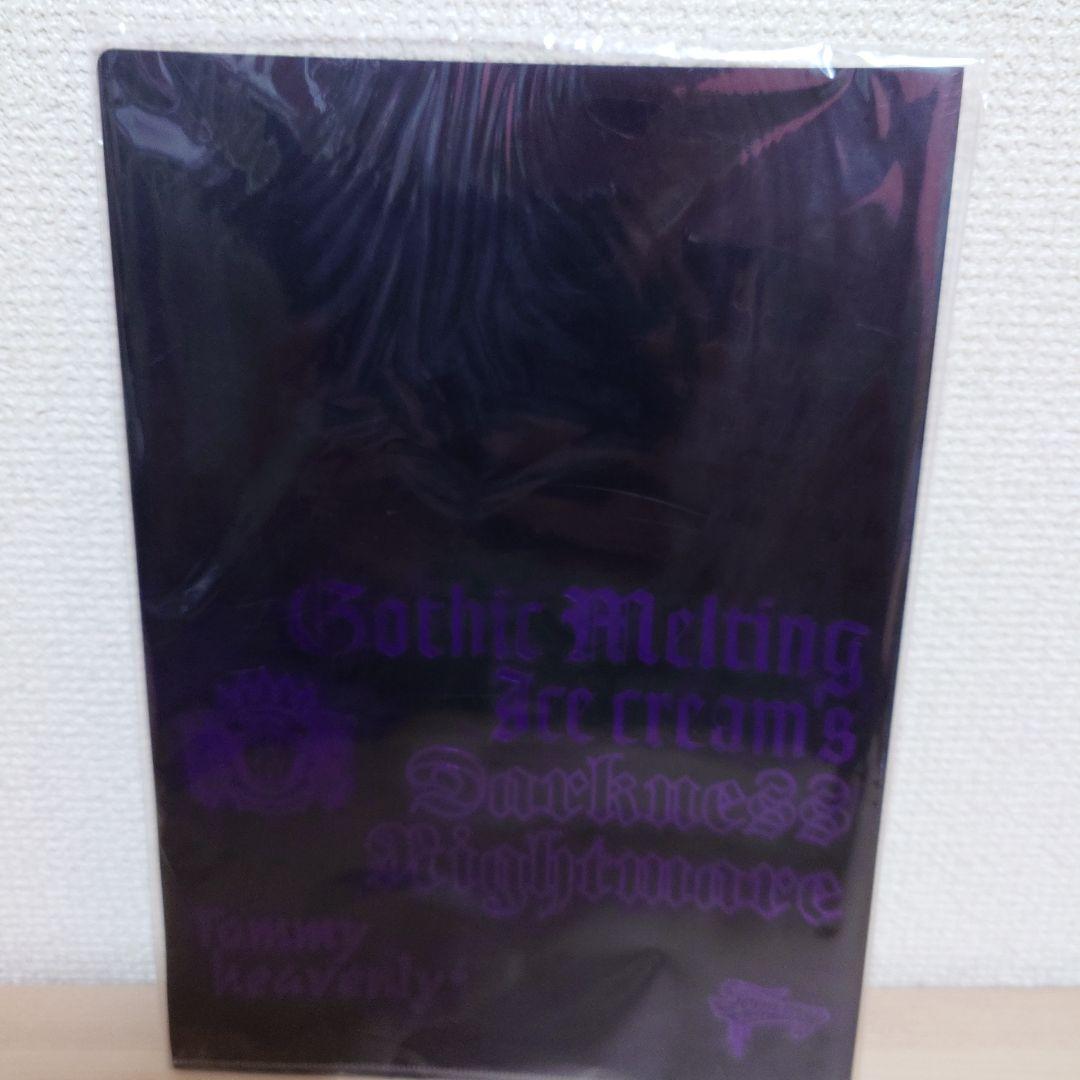 Gothic Melting
Ice cream's
Darkness
Nightmare
Tommy
heavenly⁶